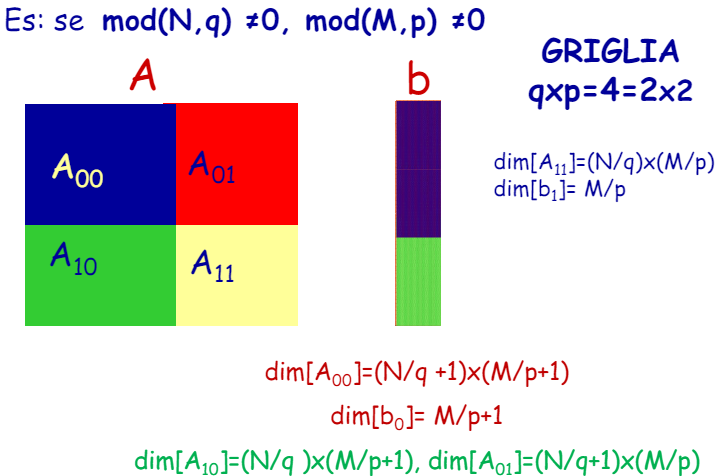 Es: se mod(N,q) ≠0, mod(M,p) ≠0
GRIGLIA
qxp=4=2x2
A
b
A₀₀
A₀₁
A₁₀
A₁₁
dim[A₁₁]=(N/q)x(M/p)
dim[b₁]= M/p
dim[A₀₀]=(N/q +1)x(M/p+1)
dim[b₀]= M/p+1
dim[A₁₀]=(N/q )x(M/p+1), dim[A₀₁]=(N/q+1)x(M/p)